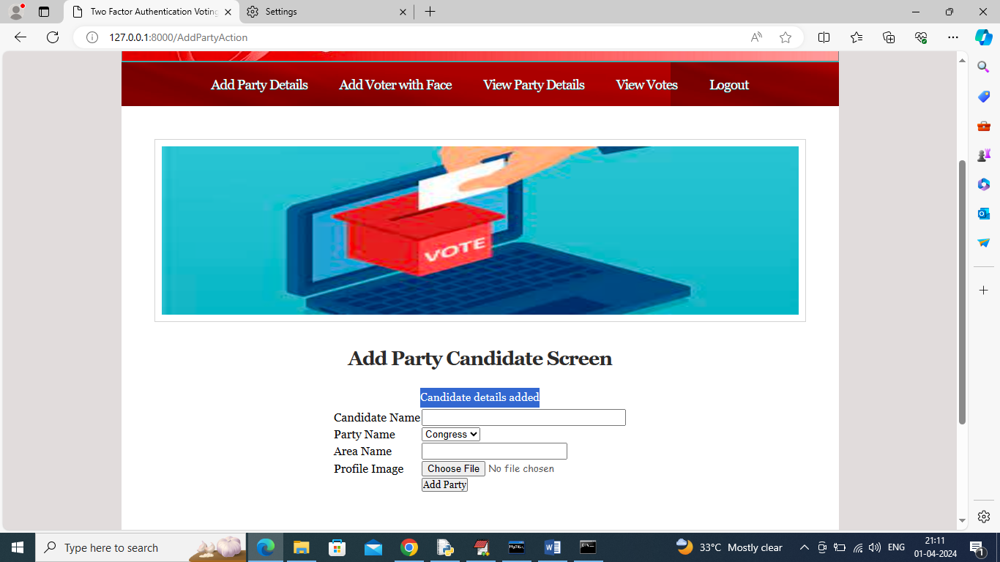 Two Factor Authentication Voting
Settings
127.0.0.1:8000/AddPartyAction
Add Party Details Add Voter with Face View Party Details View Votes Logout
VOTE
Add Party Candidate Screen
Candidate details added
Candidate Name
Party Name Congress
Area Name
Profile Image Choose File No file chosen
Add Party
Type here to search
33°C Mostly clear
ENG
21:11
01-04-2024
1